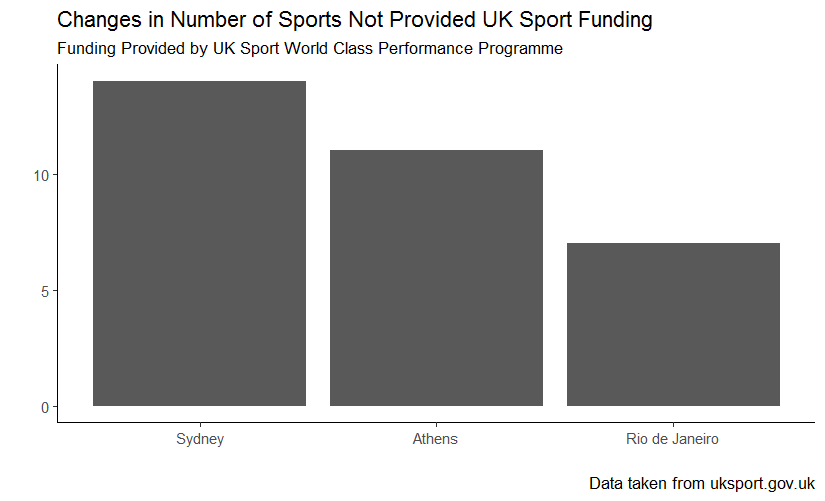 Changes in Number of Sports Not Provided UK Sport Funding
Funding Provided by UK Sport World Class Performance Programme
10
5
0
Sydney
Athens
Rio de Janeiro
Data taken from uksport.gov.uk